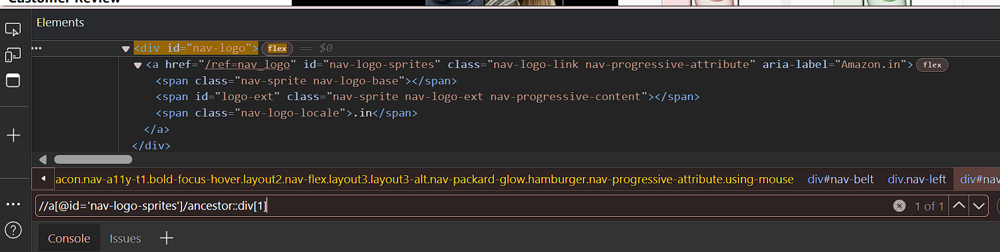 Customer Review
Elements
<div id="nav-logo"> flex == $0
<a href="/ref=nav_logo" id="nav-logo-sprites" class="nav-logo-link nav-progressive-attribute" aria-label="Amazon.in"> flex
<span class="nav-sprite nav-logo-base"></span>
<span id="logo-ext" class="nav-sprite nav-logo-ext nav-progressive-content"></span>
<span class="nav-logo-locale">.in</span>
</a>
</div>
acon.nav-a11y-t1.bold-focus-hover.layout2.nav-flex.layout3.layout3-alt.nav-packard-glow.hamburger.nav-progressive-attribute.using-mouse div#nav-belt div.nav-left div#nav
//a[@id='nav-logo-sprites']/ancestor::div[1] 1 of 1
Console Issues